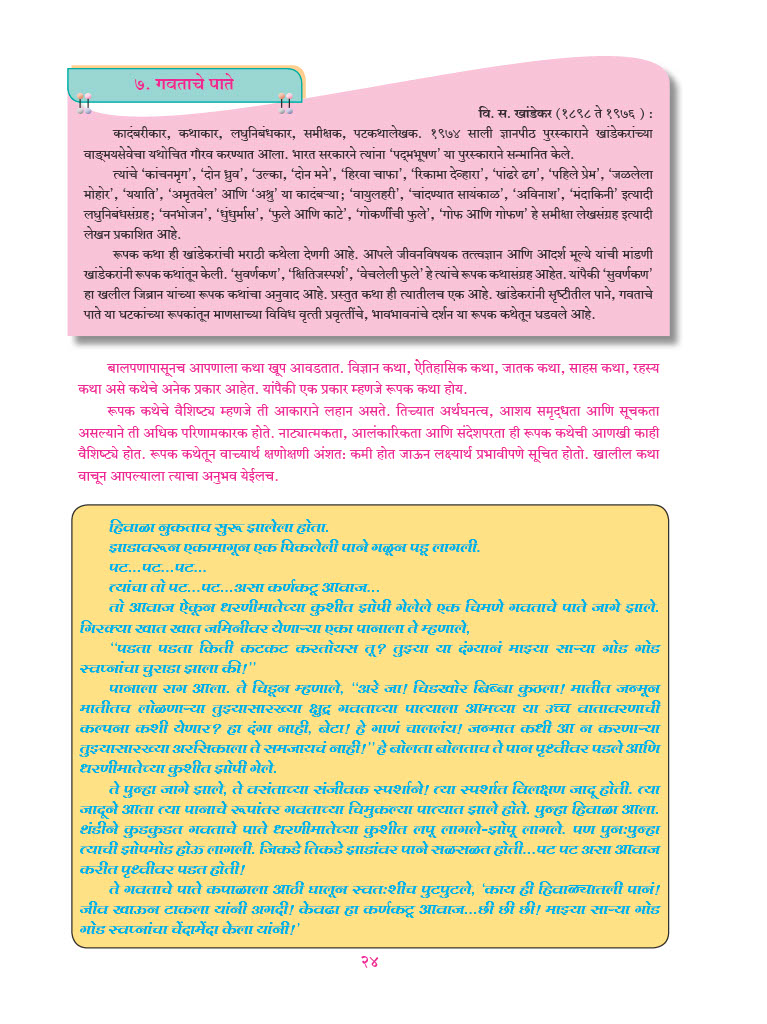 ७. गवताचे पाते
वि. स. खांडेकर (१८९८ ते १९७६ ) :
कादंबरीकार, कथाकार, लघुनिबंधकार, समीक्षक, पटकथालेखक. १९७४ साली ज्ञानपीठ पुरस्काराने खांडेकरांच्या
वाङ्मयसेवेचा यथोचित गौरव करण्यात आला. भारत सरकारने त्यांना ‘पद्मभूषण’ या पुरस्काराने सन्मानित केले.
त्यांचे ‘कांचनमृग’, ‘दोन ध्रुव’, ‘उल्का, ‘दोन मने’, ‘हिरवा चाफा’, ‘रिकामा देव्हारा’, ‘पांढरे ढग’, ‘पहिले प्रेम’, ‘जळलेला
मोहोर’, ‘ययाति’, ‘अमृतवेल’ आणि ‘अश्रु’ या कादंबऱ्या; ‘वायुलहरी’, ‘चांदण्यात सायंकाळ’, ‘अविनाश’, ‘मंदाकिनी’ इत्यादी
लघुनिबंधसंग्रह; ‘वनभोजन’, ‘धुंधुर्मास’, ‘फुले आणि काटे’, ‘गोकर्णीची फुले’, ‘गोफ आणि गोफण’ हे समीक्षा लेखसंग्रह इत्यादी
लेखन प्रकाशित आहे.
रूपक कथा ही खांडेकरांची मराठी कथेला देणगी आहे. आपले जीवनविषयक तत्त्वज्ञान आणि आदर्श मूल्ये यांची मांडणी
खांडेकरांनी रूपक कथांतून केली. ‘सुवर्णकण’, ‘क्षितिजस्पर्श’, ‘वेचलेली फुले’ हे त्यांचे रूपक कथासंग्रह आहेत. यांपैकी ‘सुवर्णकण’
हा खलील जिब्रान यांच्या रूपक कथांचा अनुवाद आहे. प्रस्तुत कथा ही त्यातीलच एक आहे. खांडेकरांनी सृष्टीतील पाने, गवताचे
पाते या घटकांच्या रूपकांतून माणसाच्या विविध वृत्ती प्रवृत्तींचे, भावभावनांचे दर्शन या रूपक कथेतून घडवले आहे.
बालपणापासूनच आपणाला कथा खूप आवडतात. विज्ञान कथा, ऐतिहासिक कथा, जातक कथा, साहस कथा, रहस्य
कथा असे कथेचे अनेक प्रकार आहेत. यांपैकी एक प्रकार म्हणजे रूपक कथा होय.
रूपक कथेचे वैशिष्ट्य म्हणजे ती आकाराने लहान असते. तिच्यात अर्थघनत्व, आशय समृद्धता आणि सूचकता
असल्याने ती अधिक परिणामकारक होते. नाट्यात्मकता, आलंकारिकता आणि संदेशपरता ही रूपक कथेची आणखी काही
वैशिष्ट्ये होत. रूपक कथेतून वाच्यार्थ क्षणोक्षणी अंशतः कमी होत जाऊन लक्ष्यार्थ प्रभावीपणे सूचित होतो. खालील कथा
वाचून आपल्याला त्याचा अनुभव येईलच.
हिवाळा नुकताच सुरू झालेला होता.
झाडावरून एकामागून एक पिकलेली पाने गळून पडू लागली.
पट...पट...पट...
त्यांचा तो पट...पट...असा कर्णकटू आवाज...
तो आवाज ऐकून धरणीमातेच्या कुशीत झोपी गेलेले एक चिमणे गवताचे पाते जागे झाले.
गिरक्या खात खात जमिनीवर येणाऱ्या एका पानाला ते म्हणाले,
“पडता पडता किती कटकट करतोयस तू? तुझ्या या दंग्यानं माझ्या साऱ्या गोड गोड
स्वप्नांचा चुराडा झाला की!”
पानाला राग आला. ते चिडून म्हणाले, “अरे जा! चिडखोर बिब्बा कुठला! मातीत जन्मून
मातीतच लोळणाऱ्या तुझ्यासारख्या क्षुद्र गवताच्या पात्याला आमच्या या उच्च वातावरणाची
कल्पना कशी येणार? हा दंगा नाही, बेटा! हे गाणं चाललंय! जन्मात कधी आ न करणाऱ्या
तुझ्यासारख्या अरसिकाला ते समजायचं नाही!” हे बोलता बोलताच ते पान पृथ्वीवर पडले आणि
धरणीमातेच्या कुशीत झोपी गेले.
ते पुन्हा जागे झाले, ते वसंताच्या संजीवक स्पर्शाने! त्या स्पर्शात विलक्षण जादू होती. त्या
जादूने आता त्या पानाचे रूपांतर गवताच्या चिमुकल्या पात्यात झाले होते. पुन्हा हिवाळा आला.
थंडीने कुडकुडत गवताचे पाते धरणीमातेच्या कुशीत लपू लागले-झोपू लागले. पण पुनःपुन्हा
त्याची झोपमोड होऊ लागली. जिकडे तिकडे झाडांवर पाने सळसळत होती...पट पट असा आवाज
करीत पृथ्वीवर पडत होती!
ते गवताचे पाते कपाळाला आठी घालून स्वतःशीच पुटपुटले, ‘काय ही हिवाळ्यातली पानं!
जीव खाऊन टाकला यांनी अगदी! केवढा हा कर्णकटू आवाज...छी छी छी! माझ्या साऱ्या गोड
गोड स्वप्नांचा चेंदामेंदा केला यांनी!’
२४